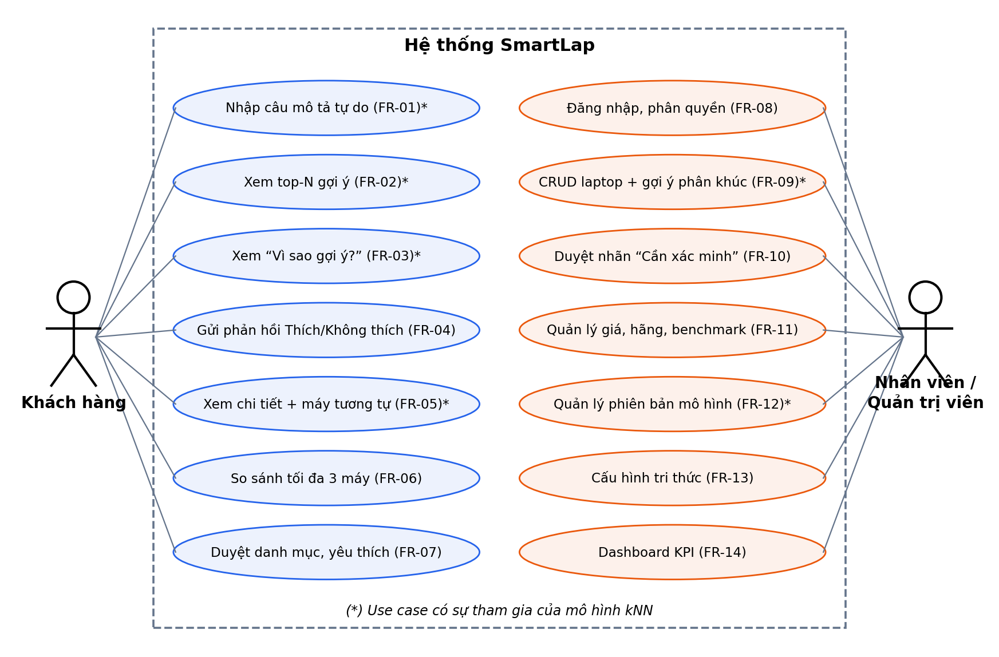 Hệ thống SmartLap
Nhập câu mô tả tự do (FR-01)*
Xem top-N gợi ý (FR-02)*
Xem “Vì sao gợi ý?” (FR-03)*
Gửi phản hồi Thích/Không thích (FR-04)
Xem chi tiết + máy tương tự (FR-05)*
So sánh tối đa 3 máy (FR-06)
Duyệt danh mục, yêu thích (FR-07)
Đăng nhập, phân quyền (FR-08)
CRUD laptop + gợi ý phân khúc (FR-09)*
Duyệt nhãn “Cần xác minh” (FR-10)
Quản lý giá, hãng, benchmark (FR-11)
Quản lý phiên bản mô hình (FR-12)*
Cấu hình tri thức (FR-13)
Dashboard KPI (FR-14)
Khách hàng
Nhân viên /
Quản trị viên
(*) Use case có sự tham gia của mô hình kNN